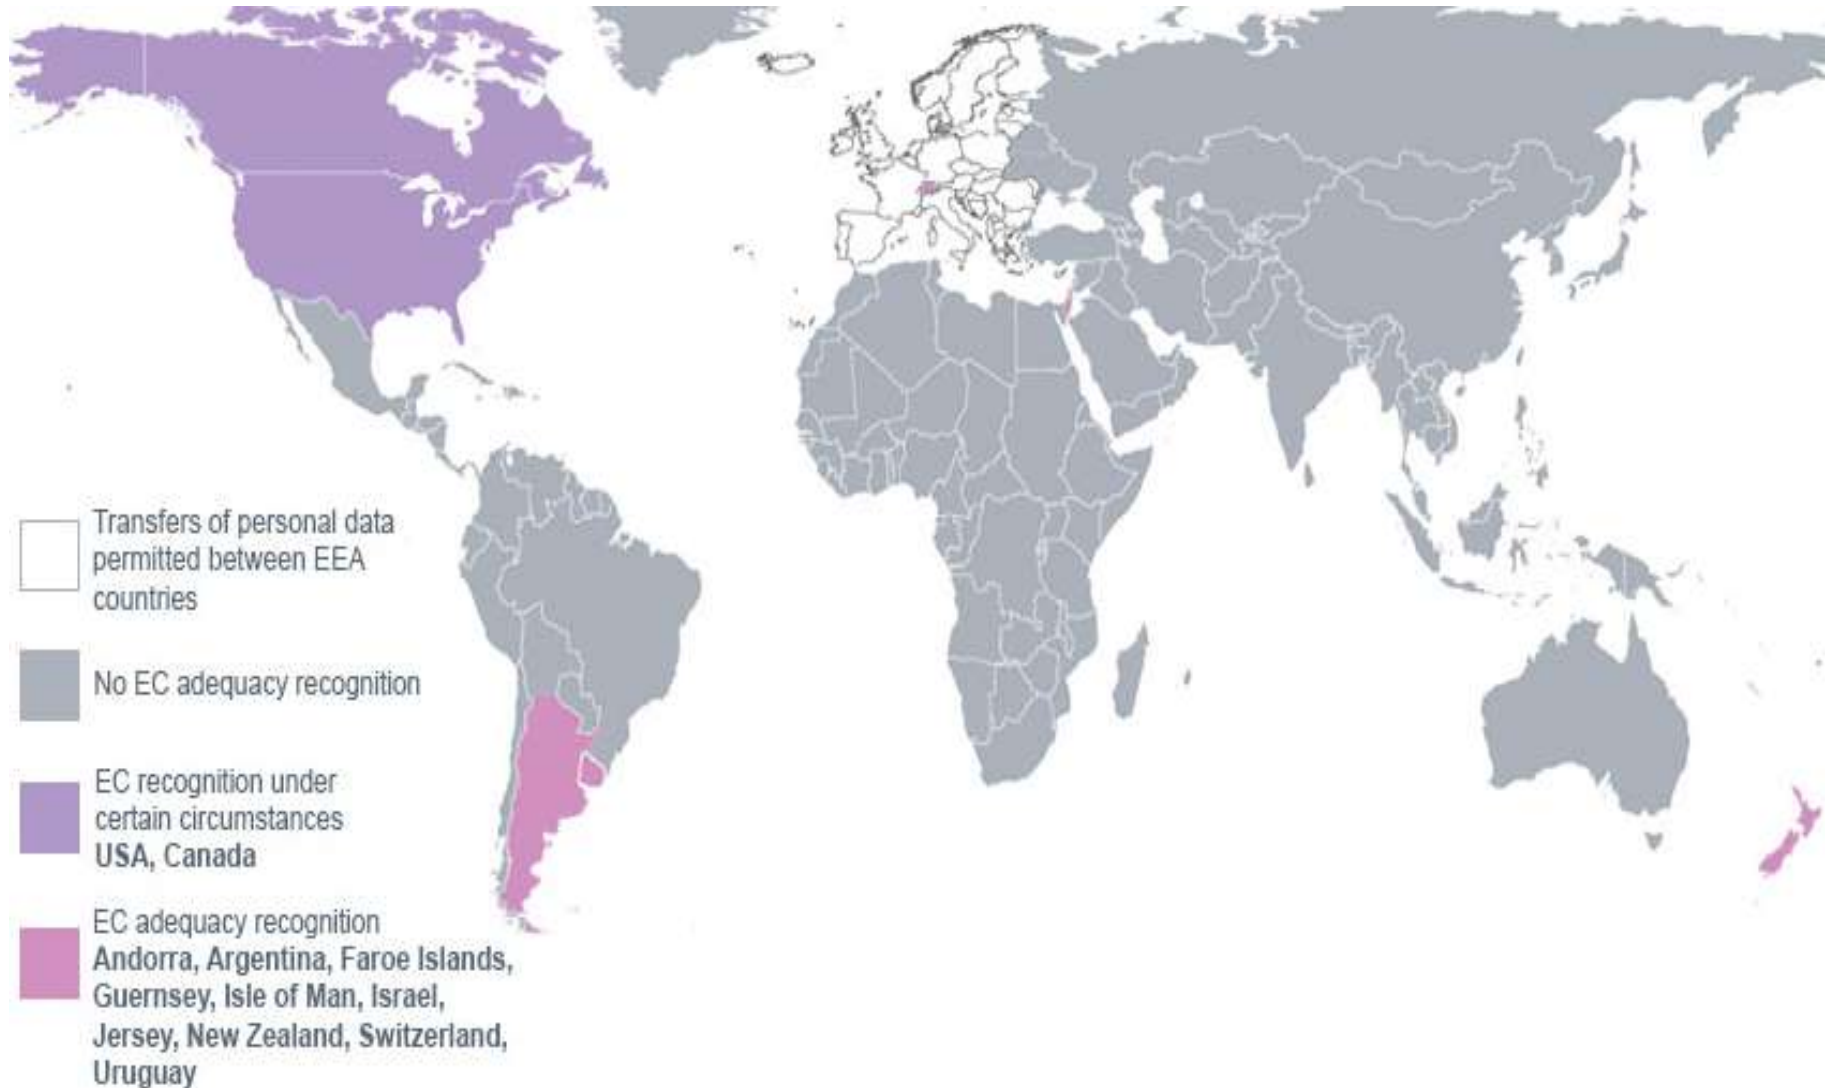 Transfers of personal data
permitted between EEA
countries
No EC adequacy recognition
EC recognition under
certain circumstances
USA, Canada
EC adequacy recognition
Andorra, Argentina, Faroe Islands,
Guernsey, Isle of Man, Israel,
Jersey, New Zealand, Switzerland,
Uruguay